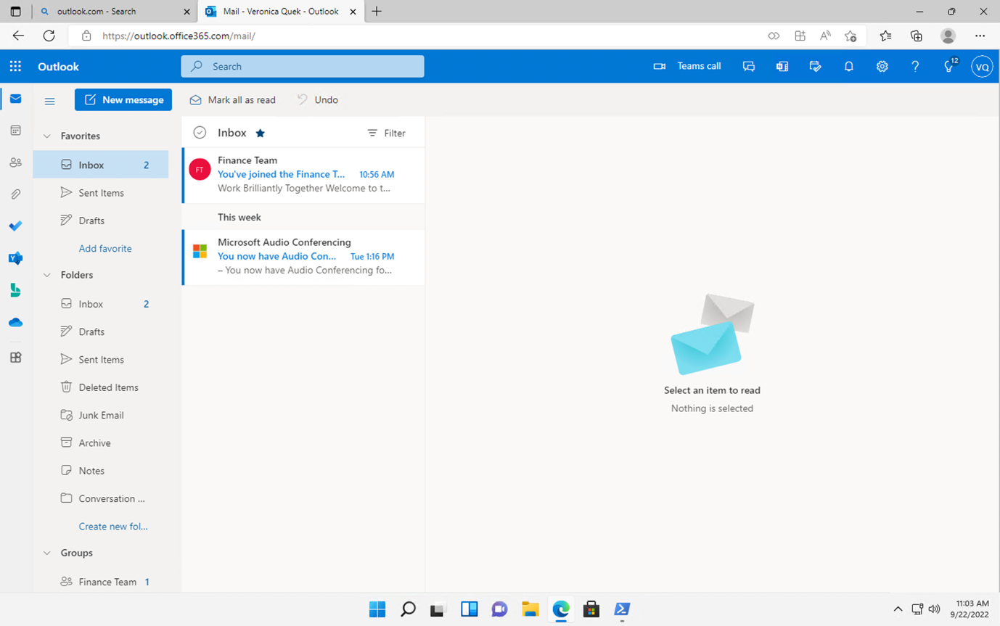 outlook.com - Search
Mail - Veronica Quek - Outlook
https://outlook.office365.com/mail/
Outlook
Search
Teams call
12
VQ
New message
Mark all as read
Undo
Favorites
Inbox 2
Sent Items
Drafts
Add favorite
Folders
Inbox 2
Drafts
Sent Items
Deleted Items
Junk Email
Archive
Notes
Conversation ...
Create new fol...
Groups
Finance Team 1
Inbox
Filter
FT
Finance Team
You've joined the Finance T... 10:56 AM
Work Brilliantly Together Welcome to t...
This week
Microsoft Audio Conferencing
You now have Audio Con... Tue 1:16 PM
– You now have Audio Conferencing fo...
Select an item to read
Nothing is selected
11:03 AM
9/22/2022